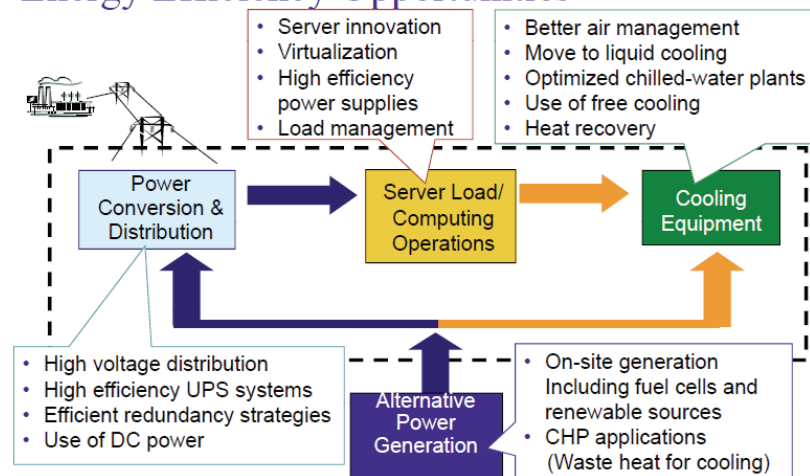 Energy Efficiency Opportunities
• Server innovation
• Virtualization
• High efficiency
power supplies
• Load management
• Better air management
• Move to liquid cooling
• Optimized chilled-water plants
• Use of free cooling
• Heat recovery
Power
Conversion &
Distribution
Server Load/
Computing
Operations
Cooling
Equipment
• High voltage distribution
• High efficiency UPS systems
• Efficient redundancy strategies
• Use of DC power
Alternative
Power
Generation
• On-site generation
Including fuel cells and
renewable sources
• CHP applications
(Waste heat for cooling)